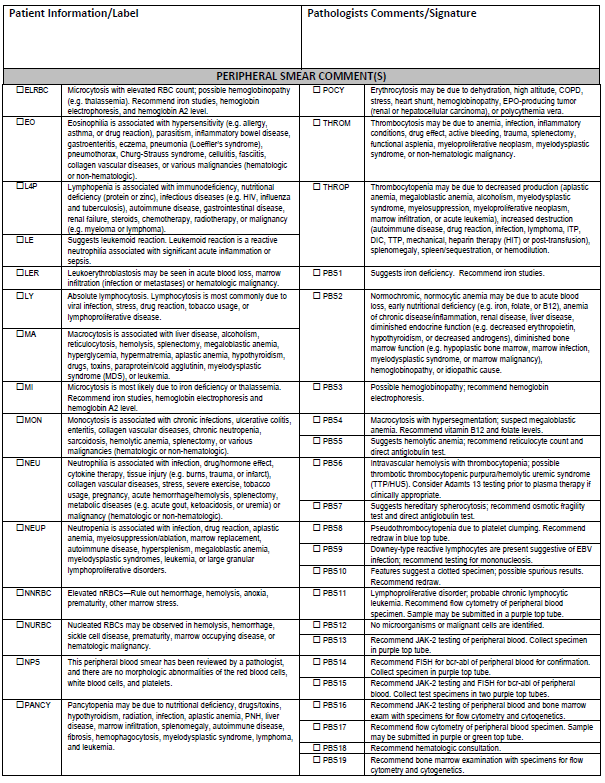 Patient Information/Label
Pathologists Comments/Signature
PERIPHERAL SMEAR COMMENT(S)
☐ELRBC
Microcytosis with elevated RBC count; possible hemoglobinopathy
(e.g. thalassemia). Recommend iron studies, hemoglobin
electrophoresis, and hemoglobin A2 level.
☐EO
Eosinophilia is associated with hypersensitivity (e.g. allergy,
asthma, or drug reaction), parasitism, inflammatory bowel disease,
gastroenteritis, eczema, pneumonia (Loeffler's syndrome),
pneumothorax, Churg-Strauss syndrome, cellulitis, fasciitis,
collagen vascular diseases, or various malignancies (hematologic
or non-hematologic).
☐L4P
Lymphopenia is associated with immunodeficiency, nutritional
deficiency (protein or zinc), infectious diseases (e.g. HIV, influenza
and tuberculosis), autoimmune disease, gastrointestinal disease,
renal failure, steroids, chemotherapy, radiotherapy, or malignancy
(e.g. myeloma or lymphoma).
☐LE
Suggests leukemoid reaction. Leukemoid reaction is a reactive
neutrophilia associated with significant acute inflammation or
sepsis.
☐LER
Leukoerythroblastosis may be seen in acute blood loss, marrow
infiltration (infection or metastases) or hematologic malignancy.
☐LY
Absolute lymphocytosis. Lymphocytosis is most commonly due to
viral infection, stress, drug reaction, tobacco usage, or
lymphoproliferative disease.
☐MA
Macrocytosis is associated with liver disease, alcoholism,
reticulocytosis, hemolysis, splenectomy, megaloblastic anemia,
hyperglycemia, hypernatremia, aplastic anemia, hypothyroidism,
drugs, toxins, paraprotein/cold agglutinin, myelodysplastic
syndrome (MDS), or leukemia.
☐MI
Microcytosis is most likely due to iron deficiency or thalassemia.
Recommend iron studies, hemoglobin electrophoresis and
hemoglobin A2 level.
☐MON
Monocytosis is associated with chronic infections, ulcerative colitis,
enteritis, collagen vascular diseases, chronic neutropenia,
sarcoidosis, hemolytic anemia, splenectomy, or various
malignancies (hematologic or non-hematologic).
☐NEU
Neutrophilia is associated with infection, drug/hormone effect,
cytokine therapy, tissue injury (e.g. burns, trauma, or infarct),
collagen vascular diseases, stress, severe exercise, tobacco
usage, pregnancy, acute hemorrhage/hemolysis, splenectomy,
metabolic diseases (e.g. acute gout, ketoacidosis, or uremia) or
malignancy (hematologic or non-hematologic).
☐NEUP
Neutropenia is associated with infection, drug reaction, aplastic
anemia, myelosuppression/ablation, marrow replacement,
autoimmune disease, hypersplenism, megaloblastic anemia,
myelodysplastic syndromes, leukemia, or large granular
lymphoproliferative disorders.
☐NNRBC
Elevated nRBCs—Rule out hemorrhage, hemolysis, anoxia,
prematurity, other marrow stress.
☐NURBC
Nucleated RBCs may be observed in hemolysis, hemorrhage,
sickle cell disease, prematurity, marrow occupying disease, or
hematologic malignancy.
☐NPS
This peripheral blood smear has been reviewed by a pathologist,
and there are no morphologic abnormalities of the red blood cells,
white blood cells, and platelets.
☐PANCY
Pancytopenia may be due to nutritional deficiency, drugs/toxins,
hypothyroidism, radiation, infection, aplastic anemia, PNH, liver
disease, marrow infiltration, splenomegaly, autoimmune disease,
fibrosis, hemophagocytosis, myelodysplastic syndrome, lymphoma,
and leukemia.
☐ POCY
Erythrocytosis may be due to dehydration, high altitude, COPD,
stress, heart shunt, hemoglobinopathy, EPO-producing tumor
(renal or hepatocellular carcinoma), or polycythemia vera.
☐ THROM
Thrombocytosis may be due to anemia, infection, inflammatory
conditions, drug effect, active bleeding, trauma, splenectomy,
functional asplenia, myeloproliferative neoplasm, myelodysplastic
syndrome, or non-hematologic malignancy.
☐ THROP
Thrombocytopenia may be due to decreased production (aplastic
anemia, megaloblastic anemia, alcoholism, myelodysplastic
syndrome, myelosuppression, myeloproliferative neoplasm,
marrow infiltration, or acute leukemia), increased destruction
(autoimmune disease, drug reaction, infection, lymphoma, ITP,
DIC, TTP, mechanical, heparin therapy (HIT) or post-transfusion),
splenomegaly, spleen/sequestration, or hemodilution.
☐ PBS1
Suggests iron deficiency. Recommend iron studies.
☐ PBS2
Normochromic, normocytic anemia may be due to acute blood
loss, early nutritional deficiency (e.g. iron, folate, or B12), anemia
of chronic disease/inflammation, renal disease, liver disease,
diminished endocrine function (e.g. decreased erythropoietin,
hypothyroidism, or decreased androgens), diminished bone
marrow function (e.g. hypoplastic bone marrow, marrow infection,
myelodysplastic syndrome, or marrow malignancy),
hemoglobinopathy, or idiopathic cause.
☐ PBS3
Possible hemoglobinopathy; recommend hemoglobin
electrophoresis.
☐ PBS4
Macrocytosis with hypersegmentation; suspect megaloblastic
anemia. Recommend vitamin B12 and folate levels.
☐ PBS5
Suggests hemolytic anemia; recommend reticulocyte count and
direct antiglobulin test.
☐ PBS6
Intravascular hemolysis with thrombocytopenia; possible
thrombotic thrombocytopenic purpura/hemolytic uremic syndrome
(TTP/HUS). Consider Adamts 13 testing prior to plasma therapy if
clinically appropriate.
☐ PBS7
Suggests hereditary spherocytosis; recommend osmotic fragility
test and direct antiglobulin test.
☐ PBS8
Pseudothrombocytopenia due to platelet clumping. Recommend
redraw in blue top tube.
☐ PBS9
Downey-type reactive lymphocytes are present suggestive of EBV
infection; recommend testing for mononucleosis.
☐ PBS10
Features suggest a clotted specimen; possible spurious results.
Recommend redraw.
☐ PBS11
Lymphoproliferative disorder; probable chronic lymphocytic
leukemia. Recommend flow cytometry of peripheral blood
specimen. Sample may be submitted in a purple top tube.
☐ PBS12
No microorganisms or malignant cells are identified.
☐ PBS13
Recommend JAK-2 testing of peripheral blood. Collect specimen
in purple top tube.
☐ PBS14
Recommend FISH for bcr-abl of peripheral blood for confirmation.
Collect specimen in purple top tube.
☐ PBS15
Recommend JAK-2 testing and FISH for bcr-abl of peripheral
blood. Collect test specimens in two purple top tubes.
☐ PBS16
Recommend JAK-2 testing of peripheral blood and bone marrow
exam with specimens for flow cytometry and cytogenetics.
☐ PBS17
Recommend flow cytometry of peripheral blood specimen. Sample
may be submitted in purple or green top tube.
☐ PBS18
Recommend hematologic consultation.
☐ PBS19
Recommend bone marrow examination with specimens for flow
cytometry and cytogenetics.